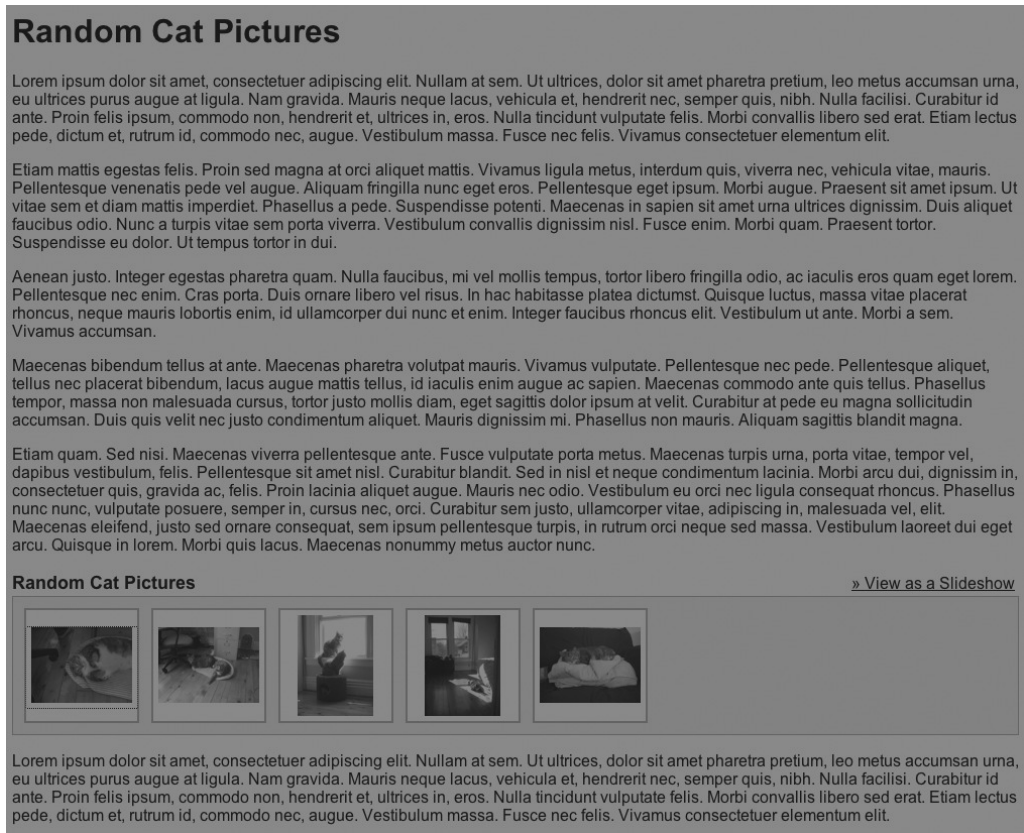 Random Cat Pictures
Lorem ipsum dolor sit amet, consectetuer adipiscing elit. Nullam at sem. Ut ultrices, dolor sit amet pharetra pretium, leo metus accumsan urna,
eu ultrices purus augue at ligula. Nam gravida. Mauris neque lacus, vehicula et, hendrerit nec, semper quis, nibh. Nulla facilisi. Curabitur id
ante. Proin felis ipsum, commodo non, hendrerit et, ultrices in, eros. Nulla tincidunt vulputate felis. Morbi convallis libero sed erat. Etiam lectus
pede, dictum et, rutrum id, commodo nec, augue. Vestibulum massa. Fusce nec felis. Vivamus consectetuer elementum elit.
Etiam mattis egestas felis. Proin sed magna at orci aliquet mattis. Vivamus ligula metus, interdum quis, viverra nec, vehicula vitae, mauris.
Pellentesque venenatis pede vel augue. Aliquam fringilla nunc eget eros. Pellentesque eget ipsum. Morbi augue. Praesent sit amet ipsum. Ut
vitae sem et diam mattis imperdiet. Phasellus a pede. Suspendisse potenti. Maecenas in sapien sit amet urna ultrices dignissim. Duis aliquet
faucibus odio. Nunc a turpis vitae sem porta viverra. Vestibulum convallis dignissim nisl. Fusce enim. Morbi quam. Praesent tortor.
Suspendisse eu dolor. Ut tempus tortor in dui.
Aenean justo. Integer egestas pharetra quam. Nulla faucibus, mi vel mollis tempus, tortor libero fringilla odio, ac iaculis eros quam eget lorem.
Pellentesque nec enim. Cras porta. Duis ornare libero vel risus. In hac habitasse platea dictumst. Quisque luctus, massa vitae placerat
rhoncus, neque mauris lobortis enim, id ullamcorper dui nunc et enim. Integer faucibus rhoncus elit. Vestibulum ut ante. Morbi a sem.
Vivamus accumsan.
Maecenas bibendum tellus at ante. Maecenas pharetra volutpat mauris. Vivamus vulputate. Pellentesque nec pede. Pellentesque aliquet,
tellus nec placerat bibendum, lacus augue mattis tellus, id iaculis enim augue ac sapien. Maecenas commodo ante quis tellus. Phasellus
tempor, massa non malesuada cursus, tortor justo mollis diam, eget sagittis dolor ipsum at velit. Curabitur at pede eu magna sollicitudin
accumsan. Duis quis velit nec justo condimentum aliquet. Mauris dignissim mi. Phasellus non mauris. Aliquam sagittis blandit magna.
Etiam quam. Sed nisi. Maecenas viverra pellentesque ante. Fusce vulputate porta metus. Maecenas turpis urna, porta vitae, tempor vel,
dapibus vestibulum, felis. Pellentesque sit amet nisl. Curabitur blandit. Sed in nisl et neque condimentum lacinia. Morbi arcu dui, dignissim in,
consectetuer quis, gravida ac, felis. Proin lacinia aliquet augue. Mauris nec odio. Vestibulum eu orci nec ligula consequat rhoncus. Phasellus
nunc nunc, vulputate posuere, semper in, cursus nec, orci. Curabitur sem justo, ullamcorper vitae, adipiscing in, malesuada vel, elit.
Maecenas eleifend, justo sed ornare consequat, sem ipsum pellentesque turpis, in rutrum orci neque sed massa. Vestibulum laoreet dui eget
arcu. Quisque in lorem. Morbi quis lacus. Maecenas nonummy metus auctor nunc.
Random Cat Pictures
» View as a Slideshow
Lorem ipsum dolor sit amet, consectetuer adipiscing elit. Nullam at sem. Ut ultrices, dolor sit amet pharetra pretium, leo metus accumsan urna,
eu ultrices purus augue at ligula. Nam gravida. Mauris neque lacus, vehicula et, hendrerit nec, semper quis, nibh. Nulla facilisi. Curabitur id
ante. Proin felis ipsum, commodo non, hendrerit et, ultrices in, eros. Nulla tincidunt vulputate felis. Morbi convallis libero sed erat. Etiam lectus
pede, dictum et, rutrum id, commodo nec, augue. Vestibulum massa. Fusce nec felis. Vivamus consectetuer elementum elit.